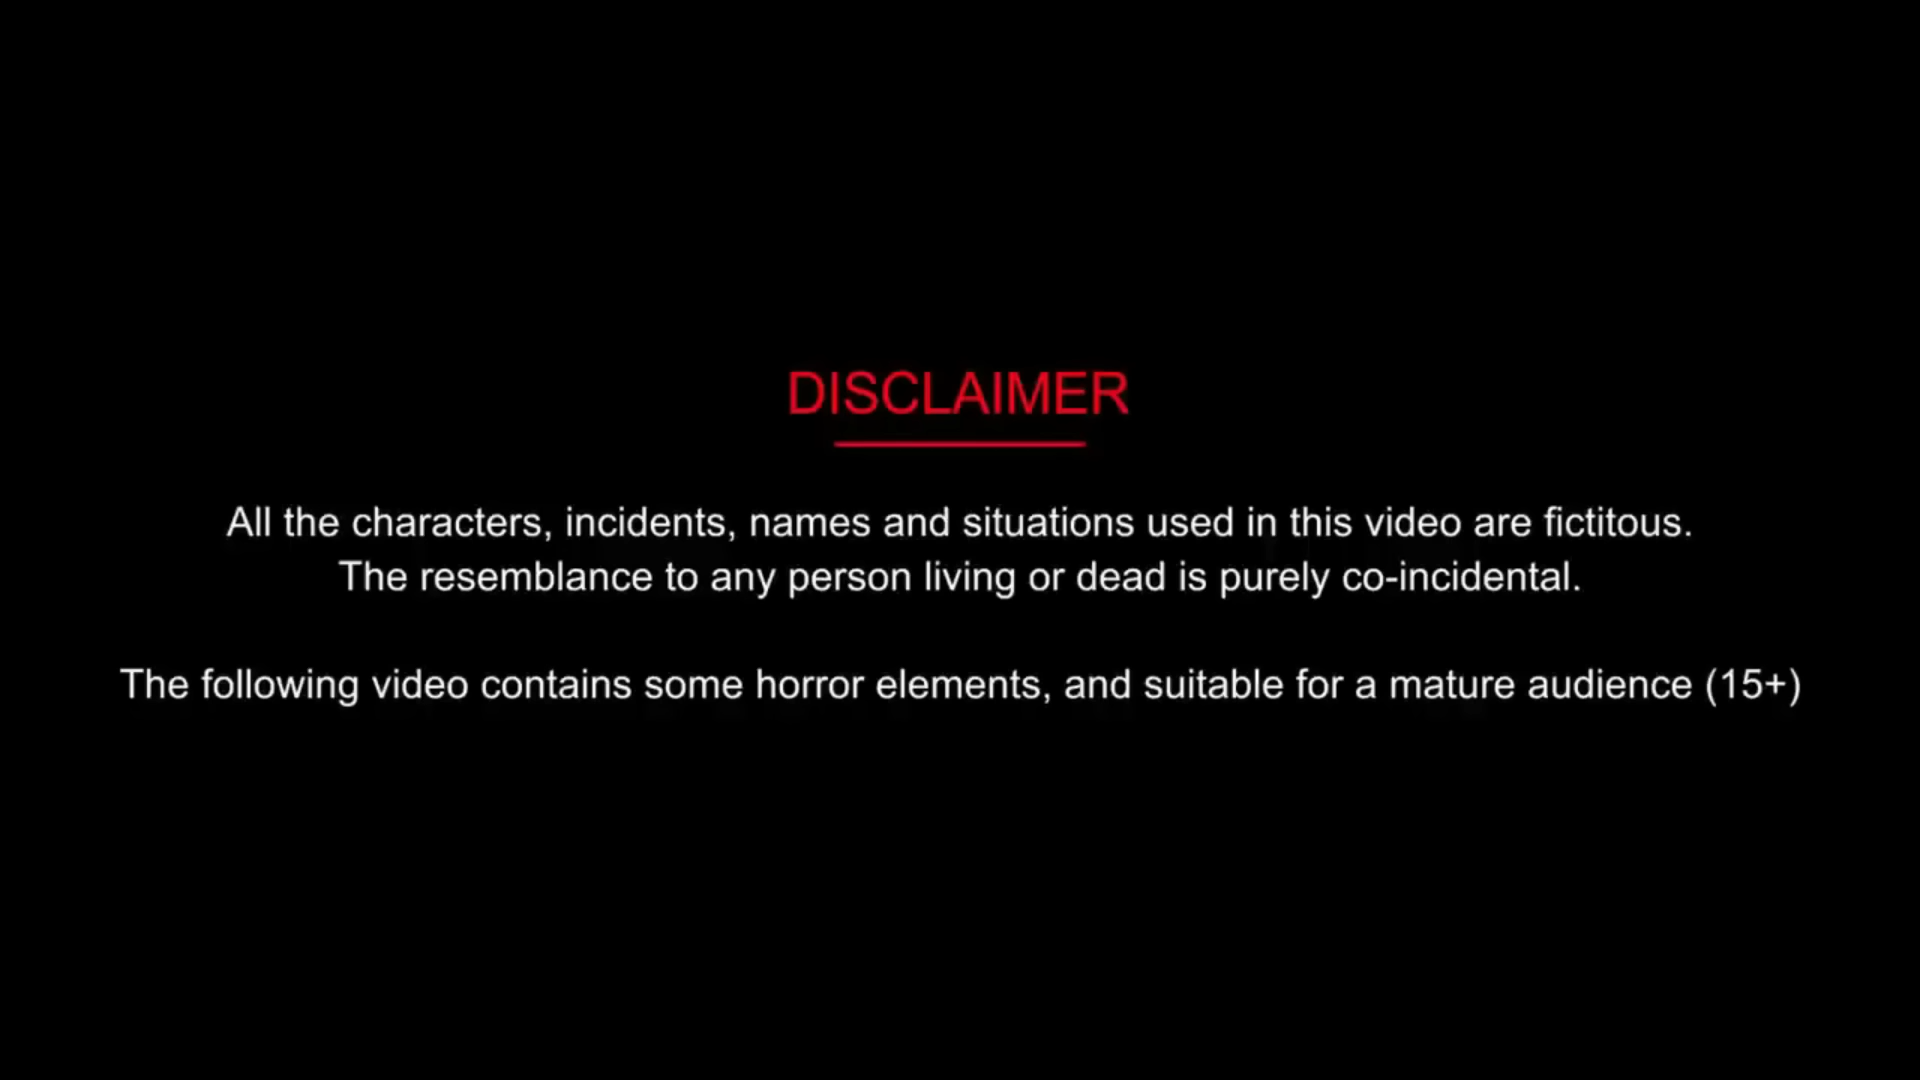 DISCLAIMER
All the characters, incidents, names and situations used in this video are fictitous.
The resemblance to any person living or dead is purely co-incidental.
The following video contains some horror elements, and suitable for a mature audience (15+)